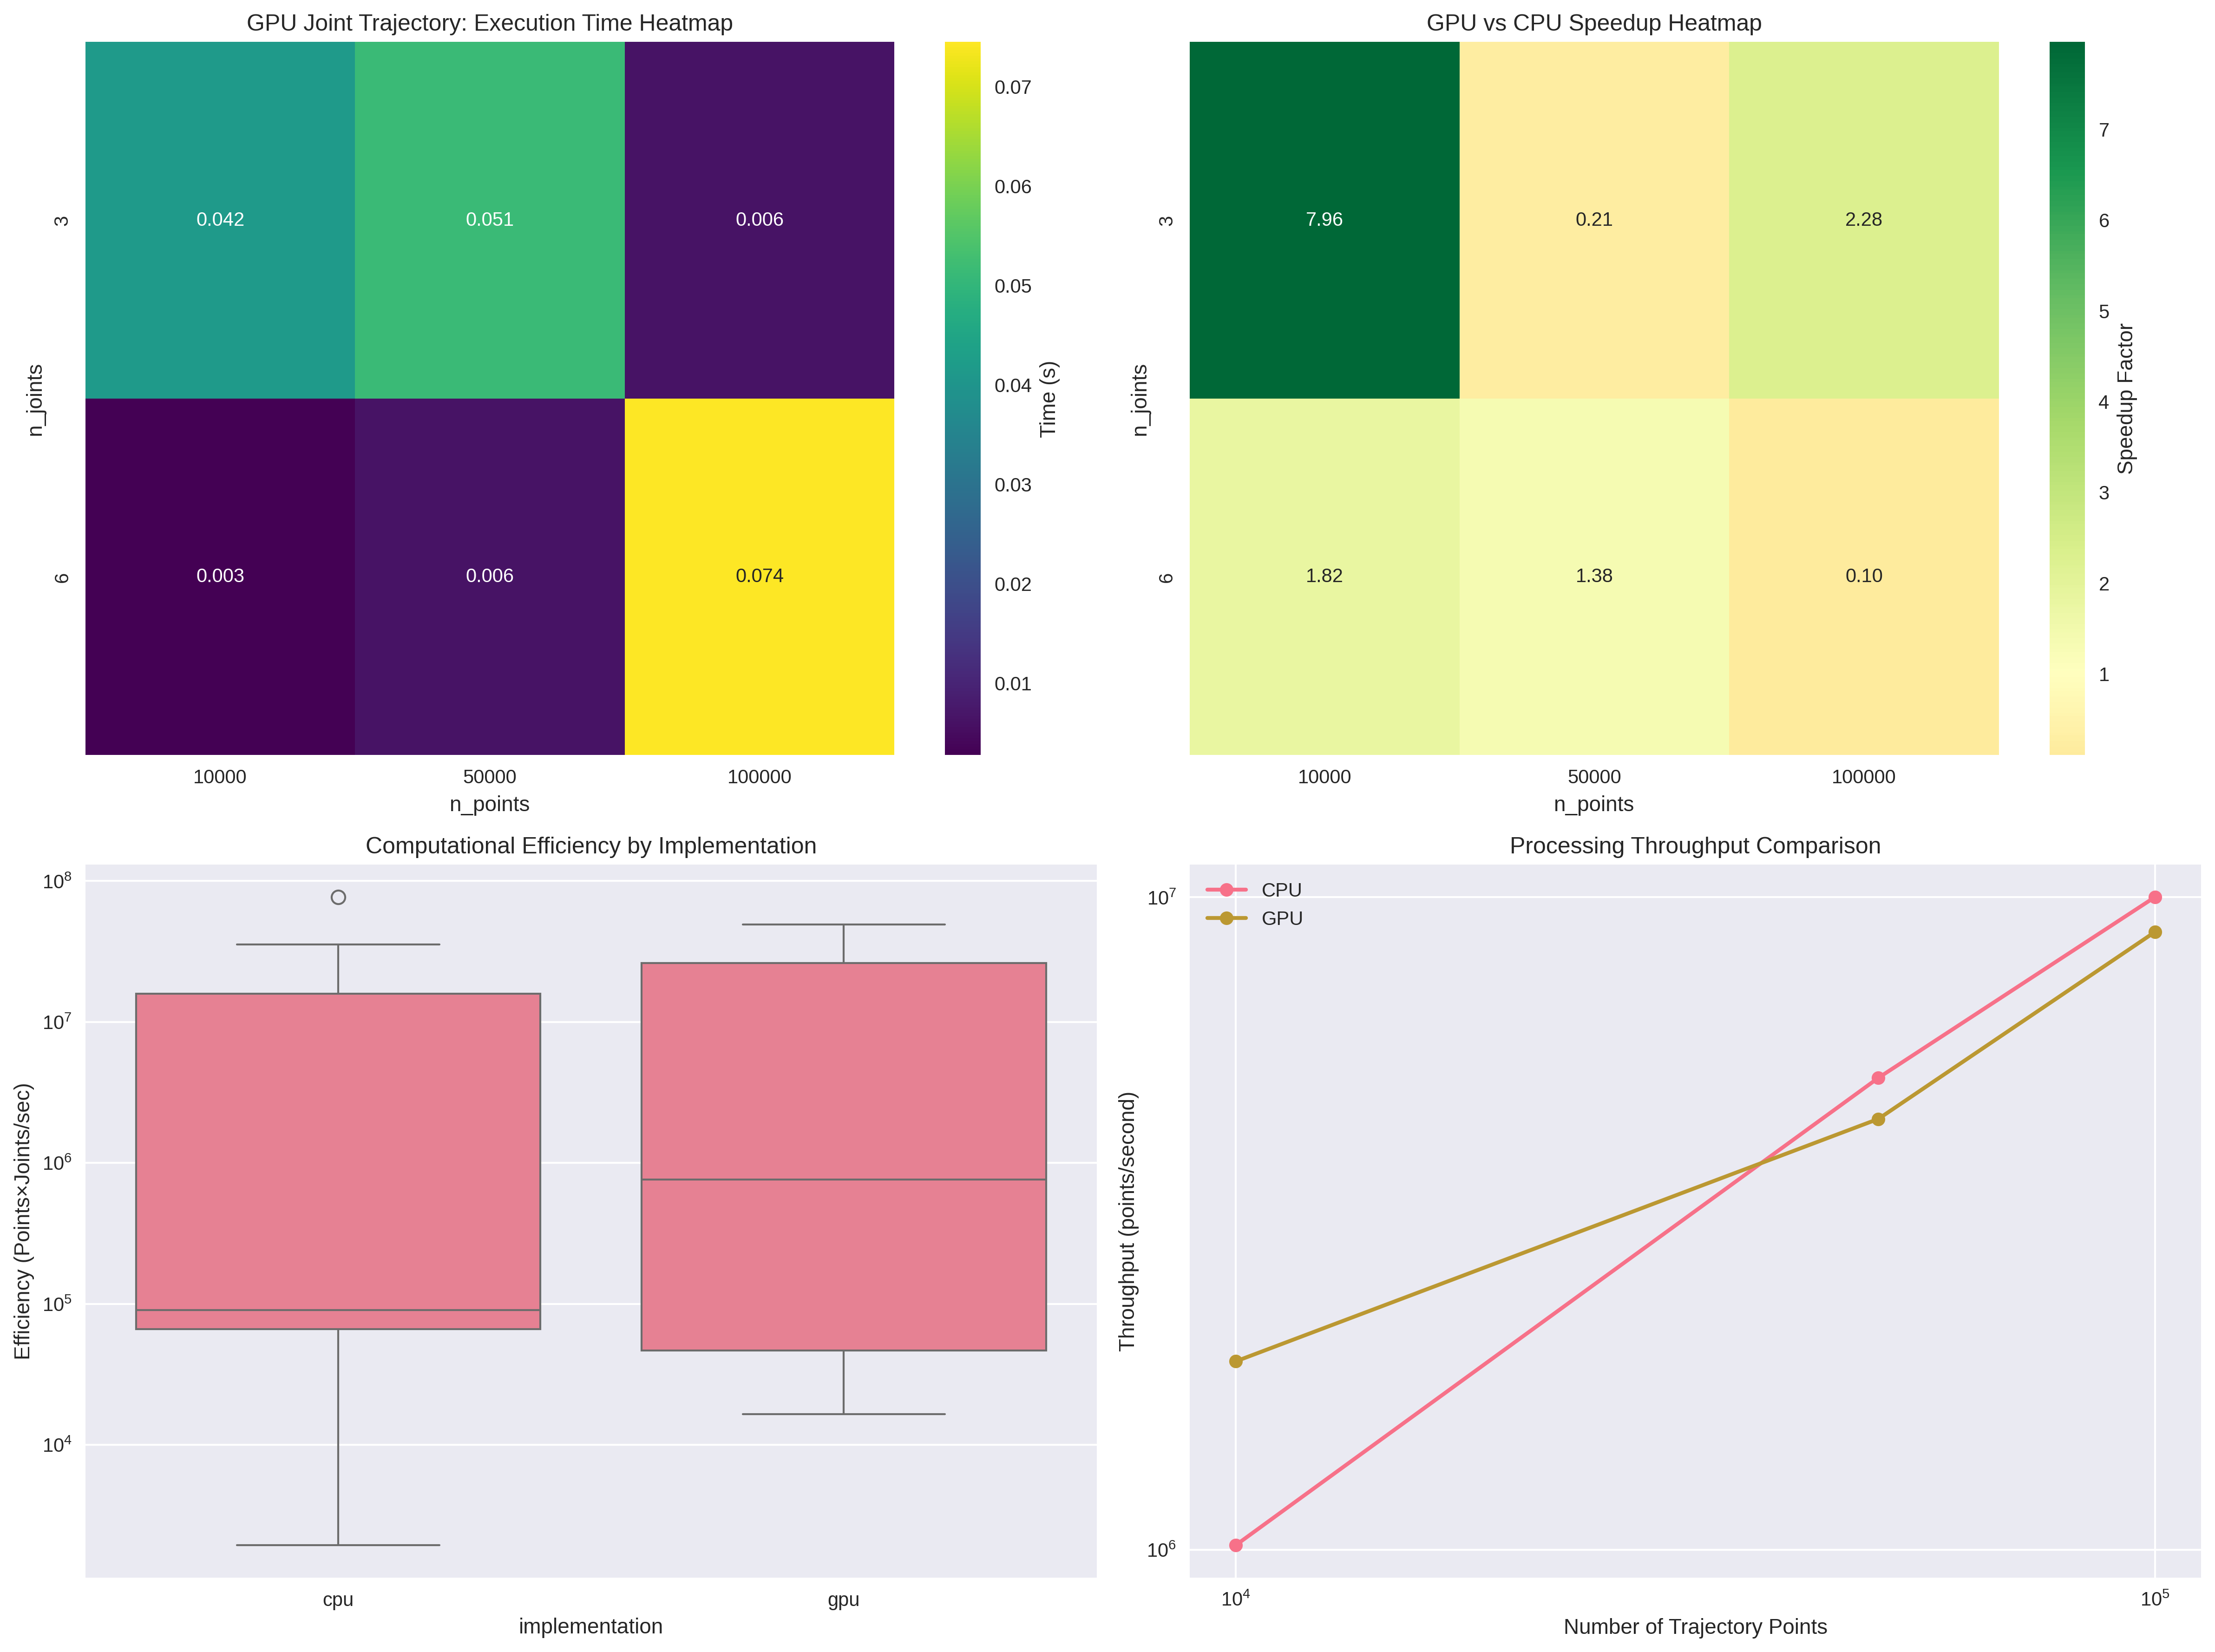 GPU Joint Trajectory: Execution Time Heatmap
n_joints
3
6
0.042
0.051
0.006
0.003
0.006
0.074
10000
50000
100000
n_points
0.07
0.06
0.05
0.04
0.03
0.02
0.01
Time (s)
GPU vs CPU Speedup Heatmap
n_joints
3
6
7.96
0.21
2.28
1.82
1.38
0.10
10000
50000
100000
n_points
7
6
5
4
3
2
1
Speedup Factor
Computational Efficiency by Implementation
Efficiency (Points×Joints/sec)
10⁸
10⁷
10⁶
10⁵
10⁴
cpu
gpu
implementation
Processing Throughput Comparison
CPU
GPU
Throughput (points/second)
10⁷
10⁶
10⁴
10⁵
Number of Trajectory Points